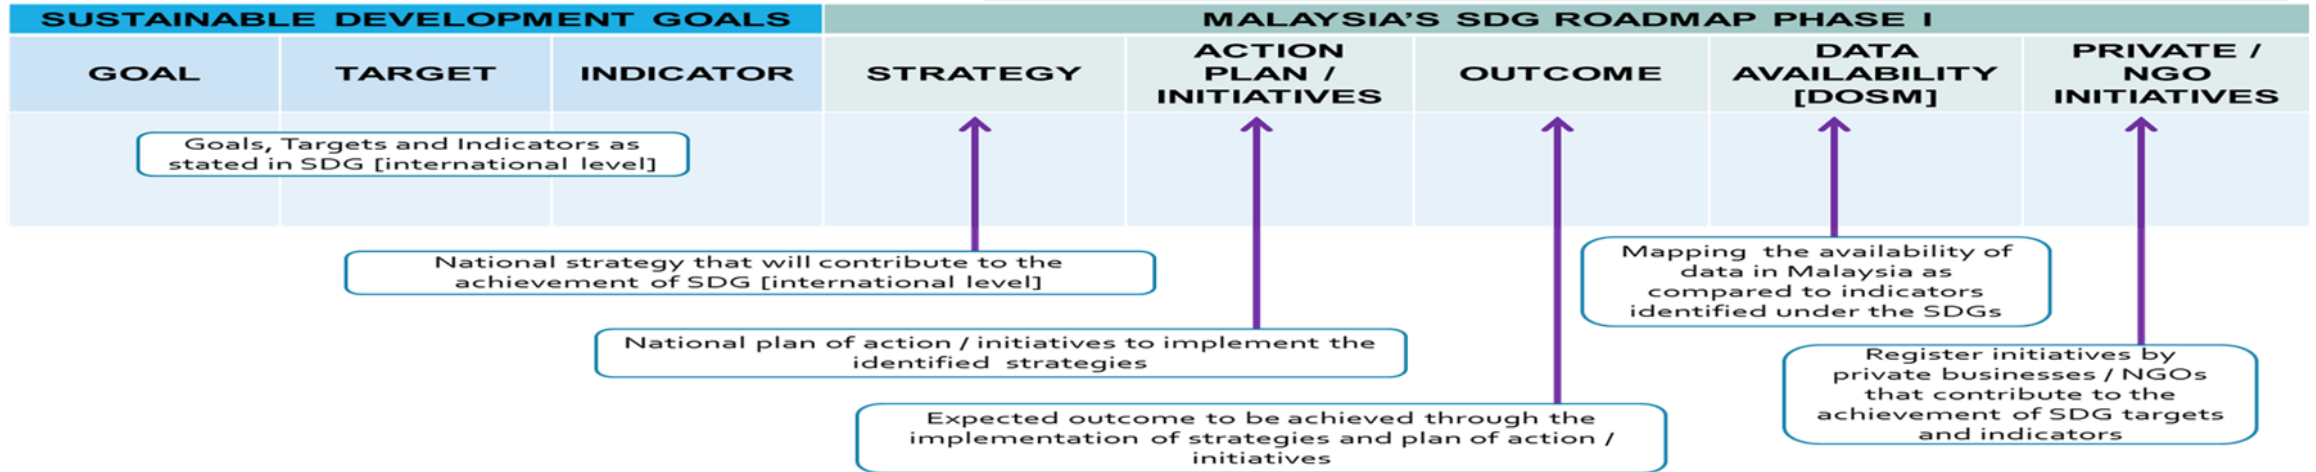 SUSTAINABLE DEVELOPMENT GOALS
MALAYSIA'S SDG ROADMAP PHASE I
GOAL
TARGET
INDICATOR
STRATEGY
ACTION
PLAN /
INITIATIVES
OUTCOME
DATA
AVAILABILITY
[DOSM]
PRIVATE /
NGO
INITIATIVES
Goals, Targets and Indicators as
stated in SDG [international level]
National strategy that will contribute to the
achievement of SDG [international level]
National plan of action / initiatives to implement the
identified strategies
Expected outcome to be achieved through the
implementation of strategies and plan of action /
initiatives
Mapping the availability of
data in Malaysia as
compared to indicators
identified under the SDGs
Register initiatives by
private businesses / NGOs
that contribute to the
achievement of SDG targets
and indicators